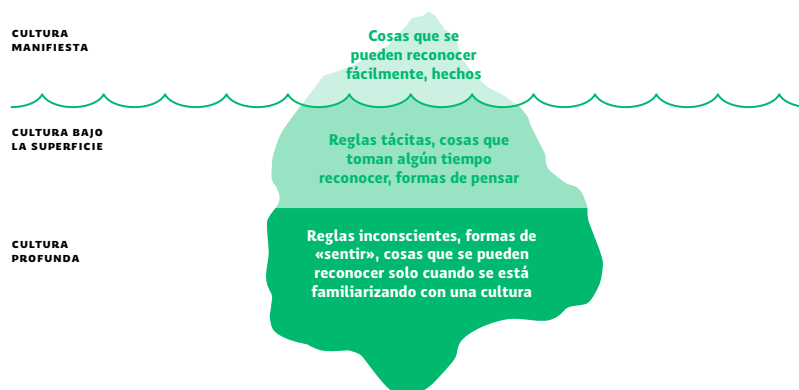 CULTURA
MANIFIESTA
Cosas que se
pueden reconocer
fácilmente, hechos
CULTURA BAJO
LA SUPERFICIE
Reglas tácitas, cosas que
toman algún tiempo
reconocer, formas de pensar
CULTURA
PROFUNDA
Reglas inconscientes, formas de
«sentir», cosas que se pueden
reconocer solo cuando se está
familiarizando con una cultura